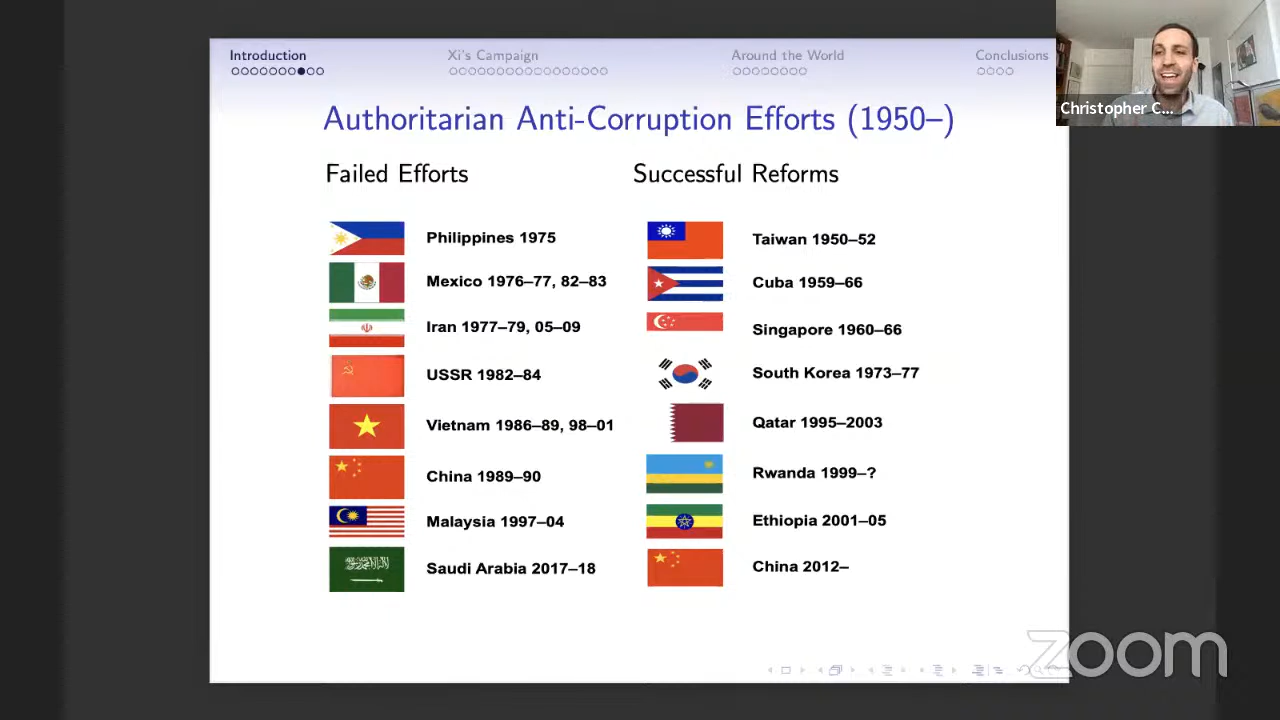 Introduction
Xi's Campaign
Around the World
Conclusions
Christopher C...
Authoritarian Anti-Corruption Efforts (1950–)
Failed Efforts
Successful Reforms
Philippines 1975
Taiwan 1950–52
Mexico 1976–77, 82–83
Cuba 1959–66
Iran 1977–79, 05–09
Singapore 1960–66
USSR 1982–84
South Korea 1973–77
Vietnam 1986–89, 98–01
Qatar 1995–2003
China 1989–90
Rwanda 1999–?
Malaysia 1997–04
Ethiopia 2001–05
Saudi Arabia 2017–18
China 2012–
zoom